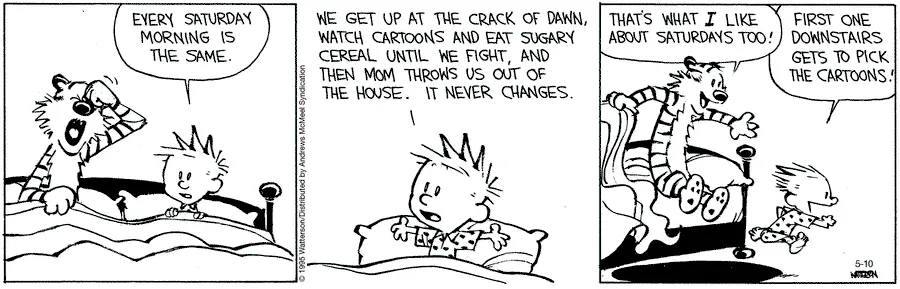 EVERY SATURDAY
MORNING IS
THE SAME.
© 1995 Watterson/Distributed by Andrews McMeel Syndication
WE GET UP AT THE CRACK OF DAWN,
WATCH CARTOONS AND EAT SUGARY
CEREAL UNTIL WE FIGHT, AND
THEN MOM THROWS US OUT OF
THE HOUSE. IT NEVER CHANGES.
THAT'S WHAT I LIKE
ABOUT SATURDAYS TOO!
FIRST ONE
DOWNSTAIRS
GETS TO PICK
THE CARTOONS!
5-10
WATTERSON